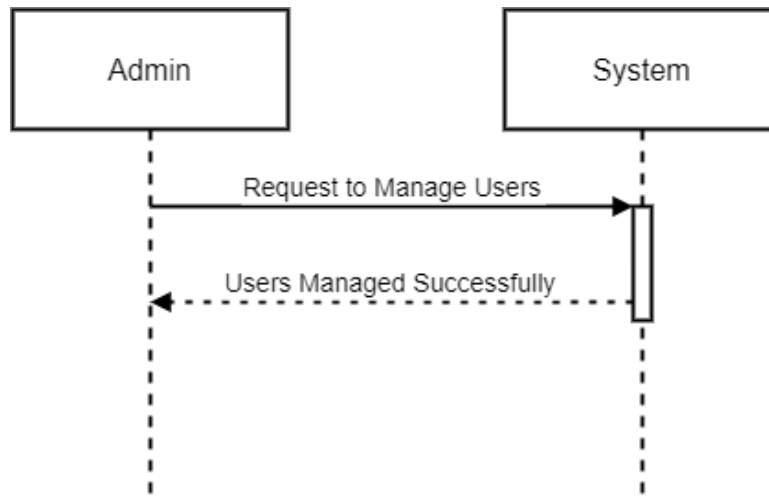 Admin
System
Request to Manage Users
Users Managed Successfully